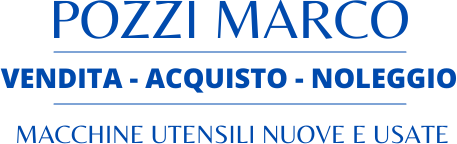 POZZI MARCO
VENDITA - ACQUISTO - NOLEGGIO
MACCHINE UTENSILI NUOVE E USATE